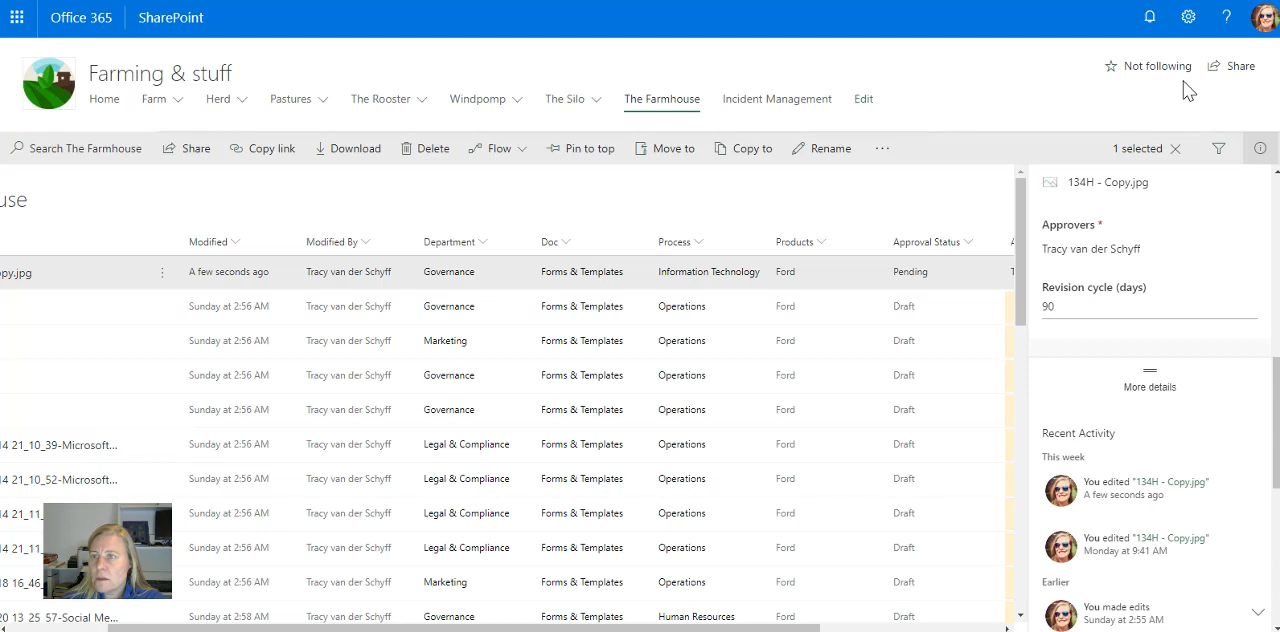 Office 365 SharePoint ?
Farming & stuff
Not following Share
Home Farm Herd Pastures The Rooster Windpomp The Silo The Farmhouse Incident Management Edit
Search The Farmhouse Share Copy link Download Delete Flow Pin to top Move to Copy to Rename ... 1 selected
use
Modified Modified By Department Doc Process Products Approval Status
opy.jpg A few seconds ago Tracy van der Schyff Governance Forms & Templates Information Technology Ford Pending
Sunday at 2:56 AM Tracy van der Schyff Governance Forms & Templates Operations Ford Draft
Sunday at 2:56 AM Tracy van der Schyff Marketing Forms & Templates Operations Ford Draft
Sunday at 2:56 AM Tracy van der Schyff Governance Forms & Templates Operations Ford Draft
Sunday at 2:56 AM Tracy van der Schyff Governance Forms & Templates Operations Ford Draft
14 21_10_39-Microsoft... Sunday at 2:56 AM Tracy van der Schyff Legal & Compliance Forms & Templates Operations Ford Draft
14 21_10_52-Microsoft... Sunday at 2:56 AM Tracy van der Schyff Legal & Compliance Forms & Templates Operations Ford Draft
14 21_11_ Sunday at 2:56 AM Tracy van der Schyff Legal & Compliance Forms & Templates Operations Ford Draft
14 21_11_ Sunday at 2:56 AM Tracy van der Schyff Legal & Compliance Forms & Templates Operations Ford Draft
18 16_46_ Sunday at 2:56 AM Tracy van der Schyff Marketing Forms & Templates Operations Ford Draft
20 13_25_57-Social Me... Sunday at 2:58 AM Tracy van der Schyff Governance Forms & Templates Human Resources Ford Draft
134H - Copy.jpg
Approvers *
Tracy van der Schyff
Revision cycle (days)
90
More details
Recent Activity
This week
You edited "134H - Copy.jpg"
A few seconds ago
You edited "134H - Copy.jpg"
Monday at 9:41 AM
Earlier
You made edits
Sunday at 2:55 AM